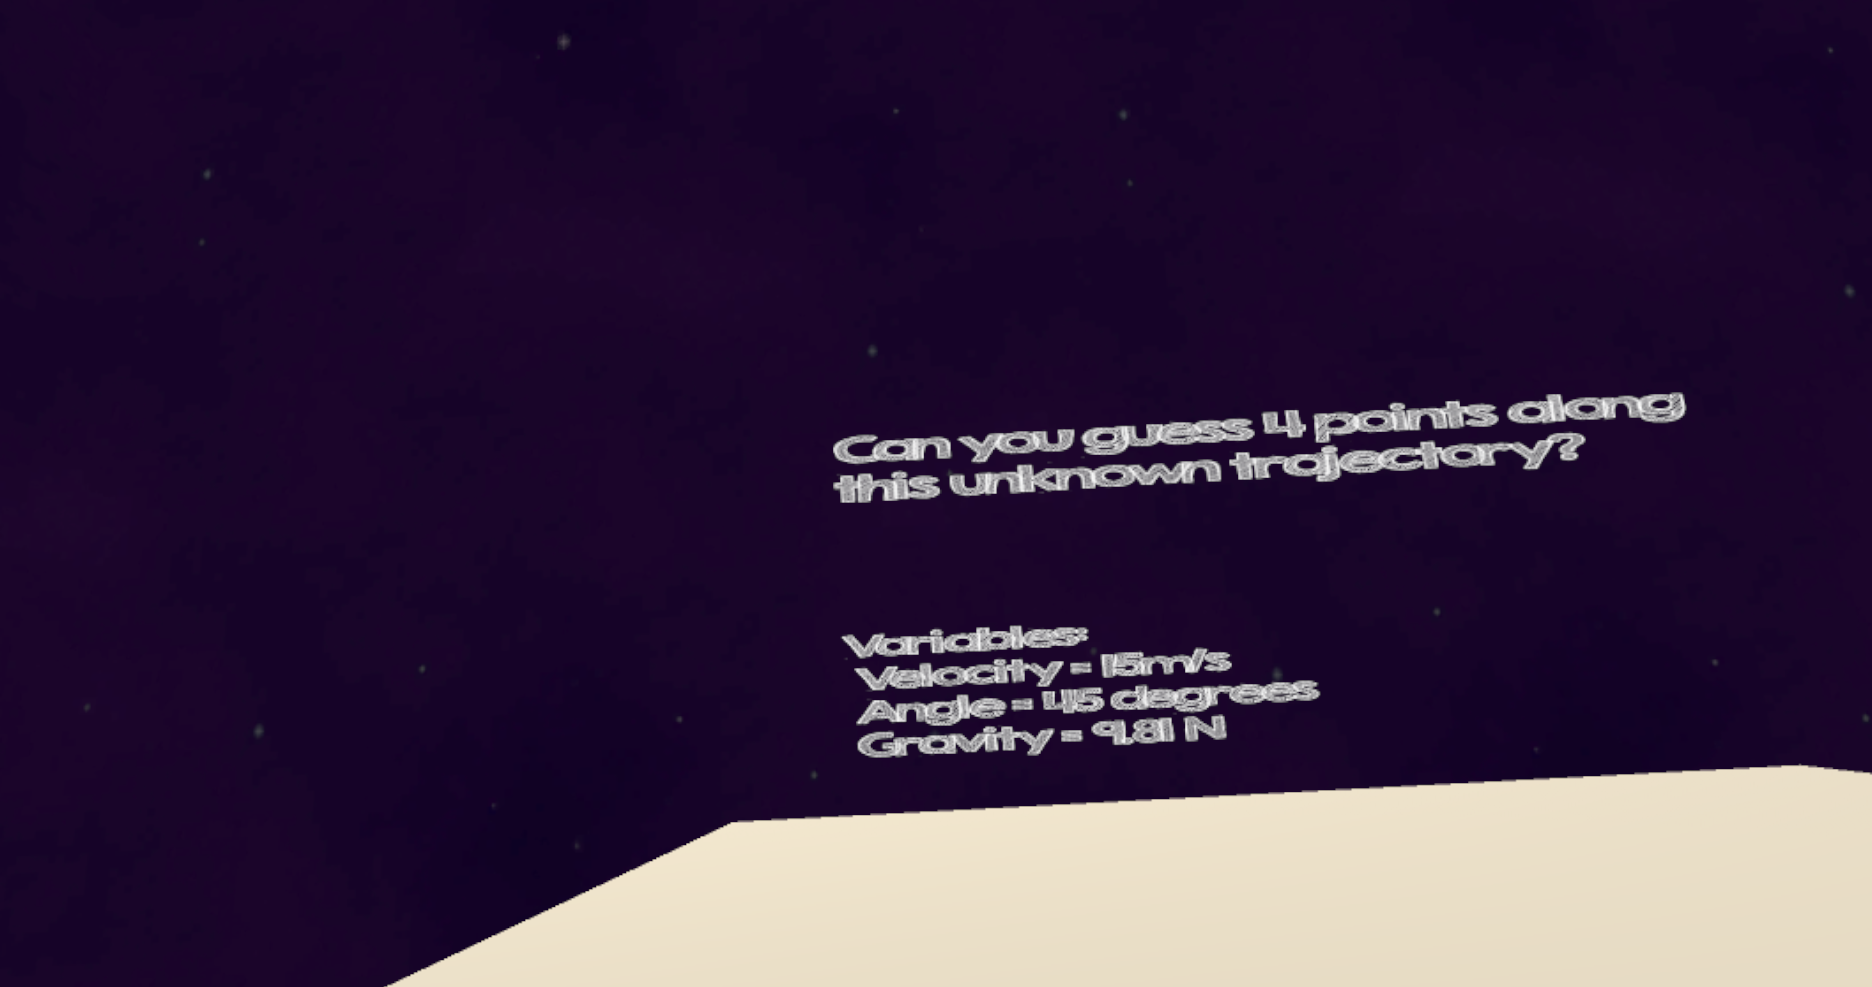 Can you guess 4 points along
this unknown trajectory?
Variables:
Velocity = 15m/s
Angle = 45 degrees
Gravity = 9.81 N